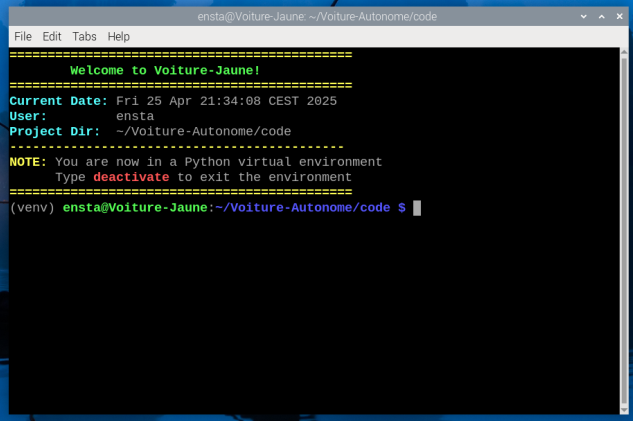 ensta@Voiture-Jaune: ~/Voiture-Autonome/code
File Edit Tabs Help
=============================================
Welcome to Voiture-Jaune!
=============================================
Current Date: Fri 25 Apr 21:34:08 CEST 2025
User: ensta
Project Dir: ~/Voiture-Autonome/code
--------------------------------------------
NOTE: You are now in a Python virtual environment
Type deactivate to exit the environment
=============================================
(venv) ensta@Voiture-Jaune:~/Voiture-Autonome/code $